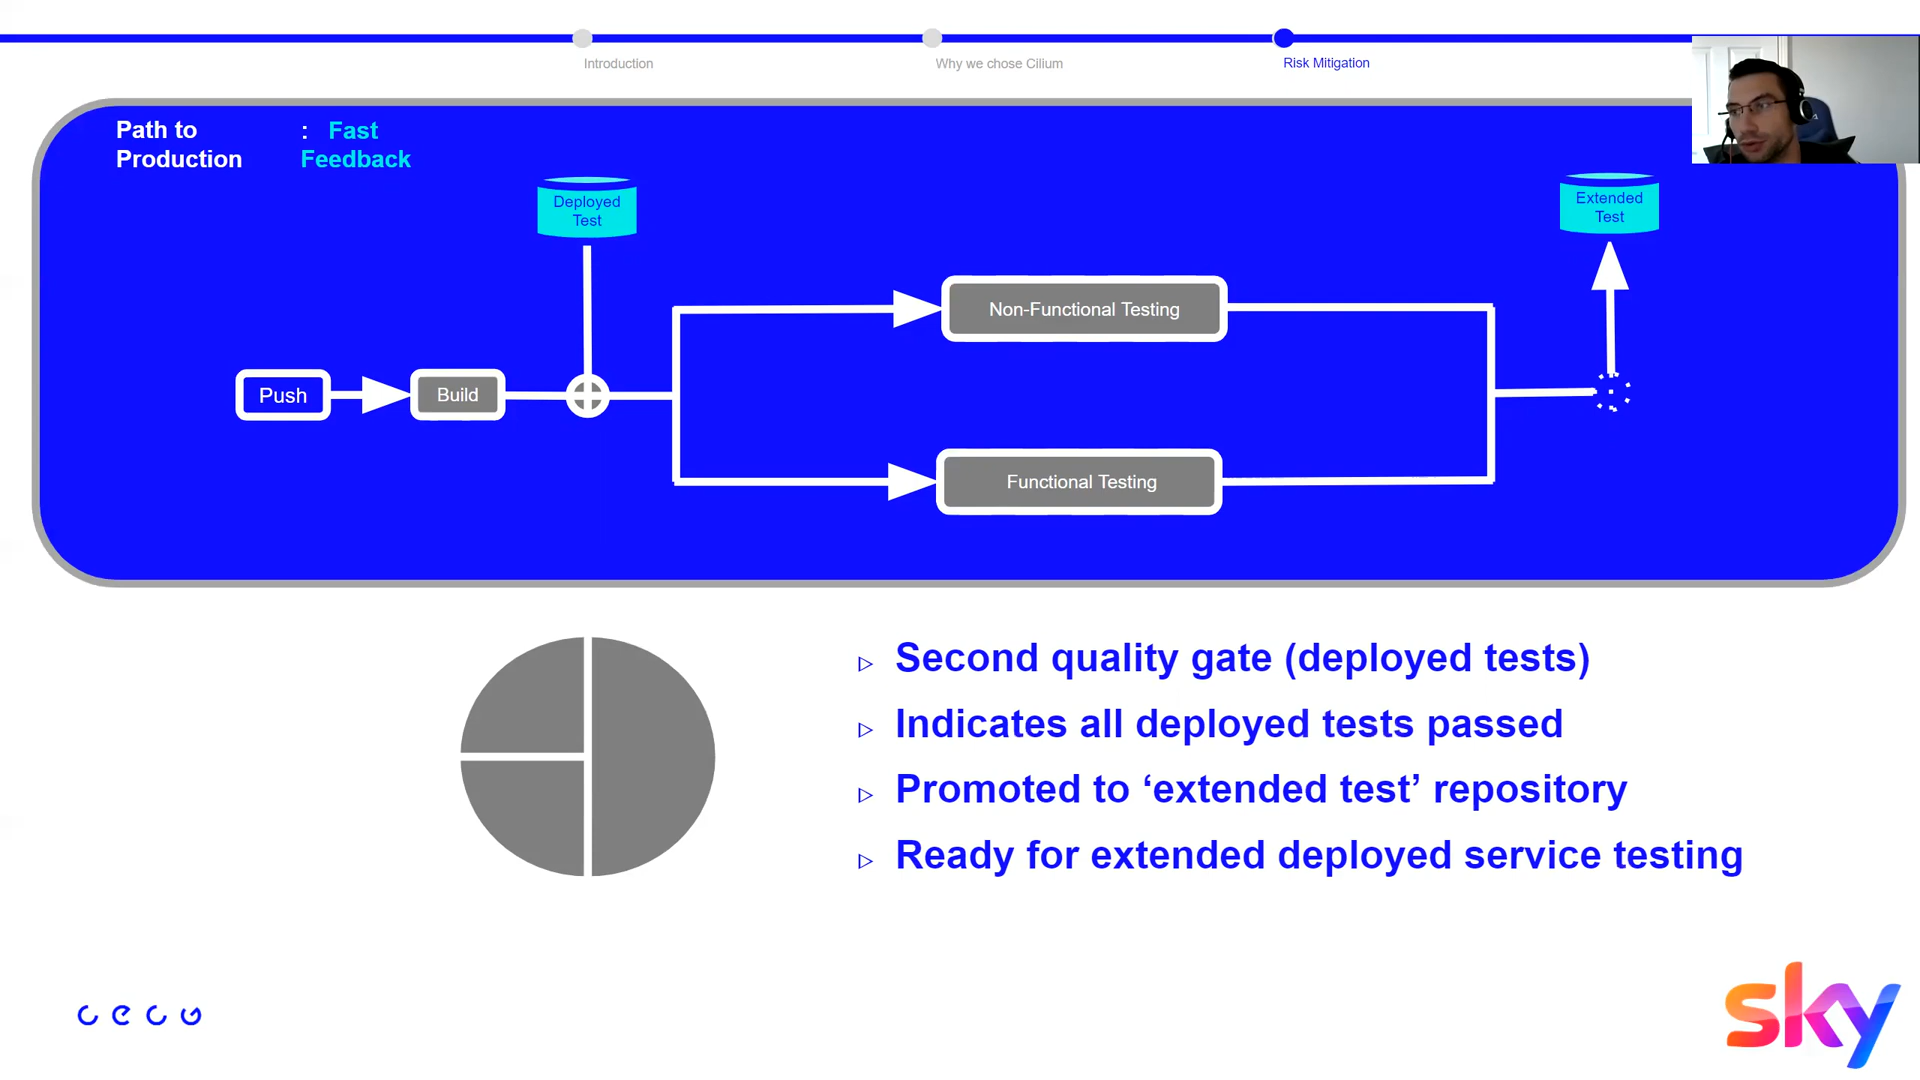 Introduction
Why we chose Cilium
Risk Mitigation
Path to Production
: Fast Feedback
Deployed
Test
Extended
Test
Non-Functional Testing
Push
Build
Functional Testing
Second quality gate (deployed tests)
Indicates all deployed tests passed
Promoted to ‘extended test’ repository
Ready for extended deployed service testing
cecg
sky